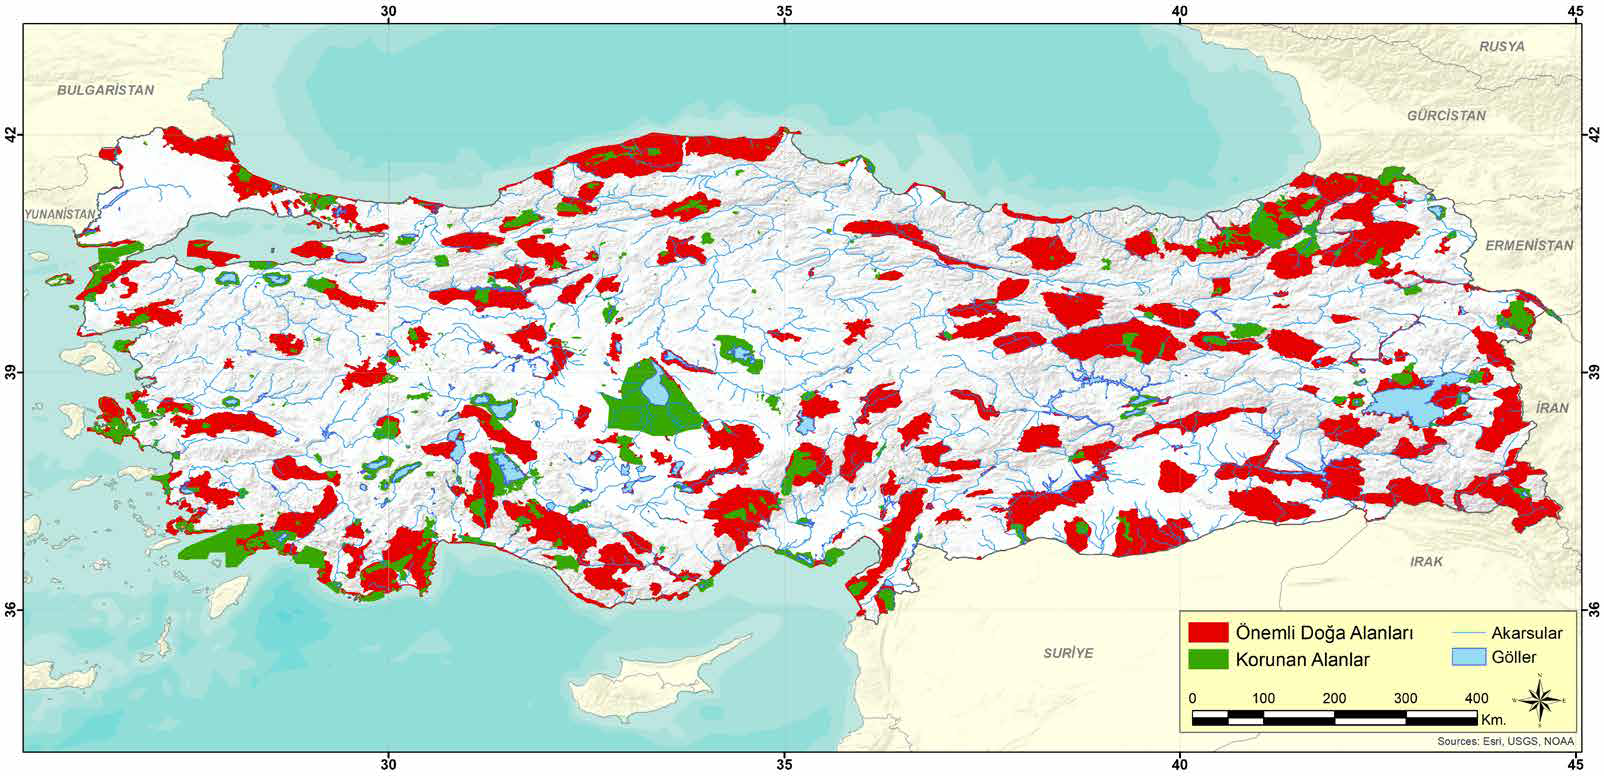 30 35 40 45
RUSYA
BULGARİSTAN
GÜRCİSTAN
42 42
YUNANİSTAN
ERMENİSTAN
39 39
İRAN
IRAK
36 36
SURİYE
Önemli Doğa Alanları
Akarsular
Korunan Alanlar
Göller
0 100 200 300 400
Km.
N
W E
S
Sources: Esri, USGS, NOAA
30 35 40 45